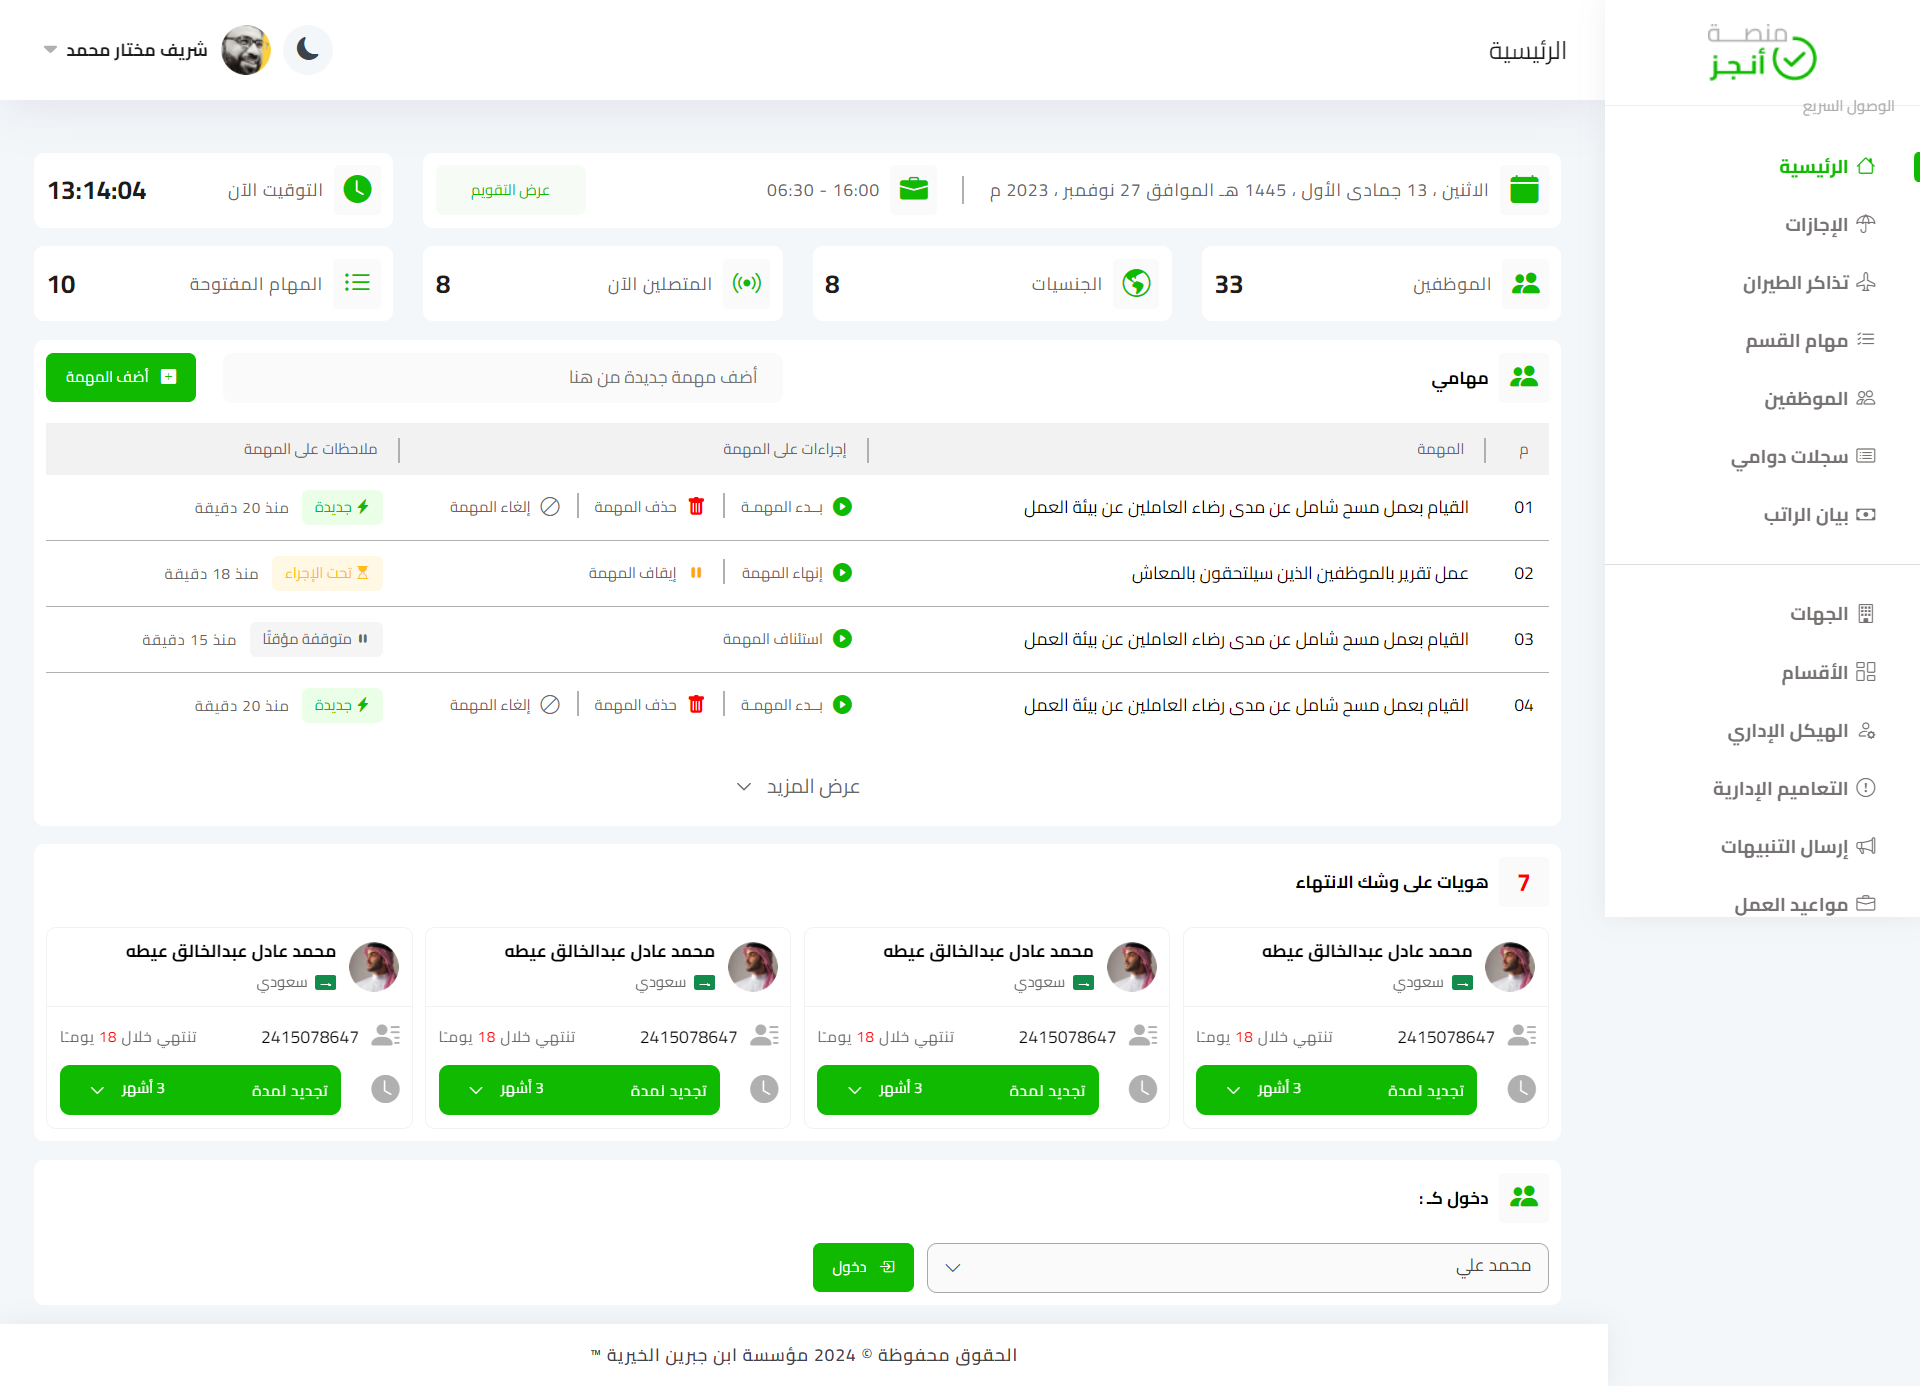 منصة
أنجز
الوصول السريع
الرئيسية
الإجازات
تذاكر الطيران
مهام القسم
الموظفين
سجلات دوامي
بيان الراتب
الجهات
الأقسام
الهيكل الإداري
التعاميم الإدارية
إرسال التنبيهات
مواعيد العمل
الرئيسية
شريف مختار محمد
الاثنين ، 13 جمادى الأول ، 1445 هـ الموافق 27 نوفمبر ، 2023 م
06:30 - 16:00
عرض التقويم
التوقيت الآن 13:14:04
الموظفين 33
الجنسيات 8
المتصلين الآن 8
المهام المفتوحة 10
مهامي
أضف مهمة جديدة من هنا
أضف المهمة
م المهمة إجراءات على المهمة ملاحظات على المهمة
01 القيام بعمل مسح شامل عن مدى رضاء العاملين عن بيئة العمل بــدء المهمـة حذف المهمة إلغاء المهمة جديدة منذ 20 دقيقة
02 عمل تقرير بالموظفين الذين سيلتحقون بالمعاش إنهاء المهمة إيقاف المهمة تحت الإجراء منذ 18 دقيقة
03 القيام بعمل مسح شامل عن مدى رضاء العاملين عن بيئة العمل استئناف المهمة متوقفة مؤقتًا منذ 15 دقيقة
04 القيام بعمل مسح شامل عن مدى رضاء العاملين عن بيئة العمل بــدء المهمـة حذف المهمة إلغاء المهمة جديدة منذ 20 دقيقة
عرض المزيد
7 هويات على وشك الانتهاء
محمد عادل عبدالخالق عيطه
سعودي
2415078647 تنتهي خلال 18 يومًا
تجديد لمدة 3 أشهر
محمد عادل عبدالخالق عيطه
سعودي
2415078647 تنتهي خلال 18 يومًا
تجديد لمدة 3 أشهر
محمد عادل عبدالخالق عيطه
سعودي
2415078647 تنتهي خلال 18 يومًا
تجديد لمدة 3 أشهر
محمد عادل عبدالخالق عيطه
سعودي
2415078647 تنتهي خلال 18 يومًا
تجديد لمدة 3 أشهر
دخول كـ :
محمد علي
دخول
الحقوق محفوظة © 2024 مؤسسة ابن جبرين الخيرية ™